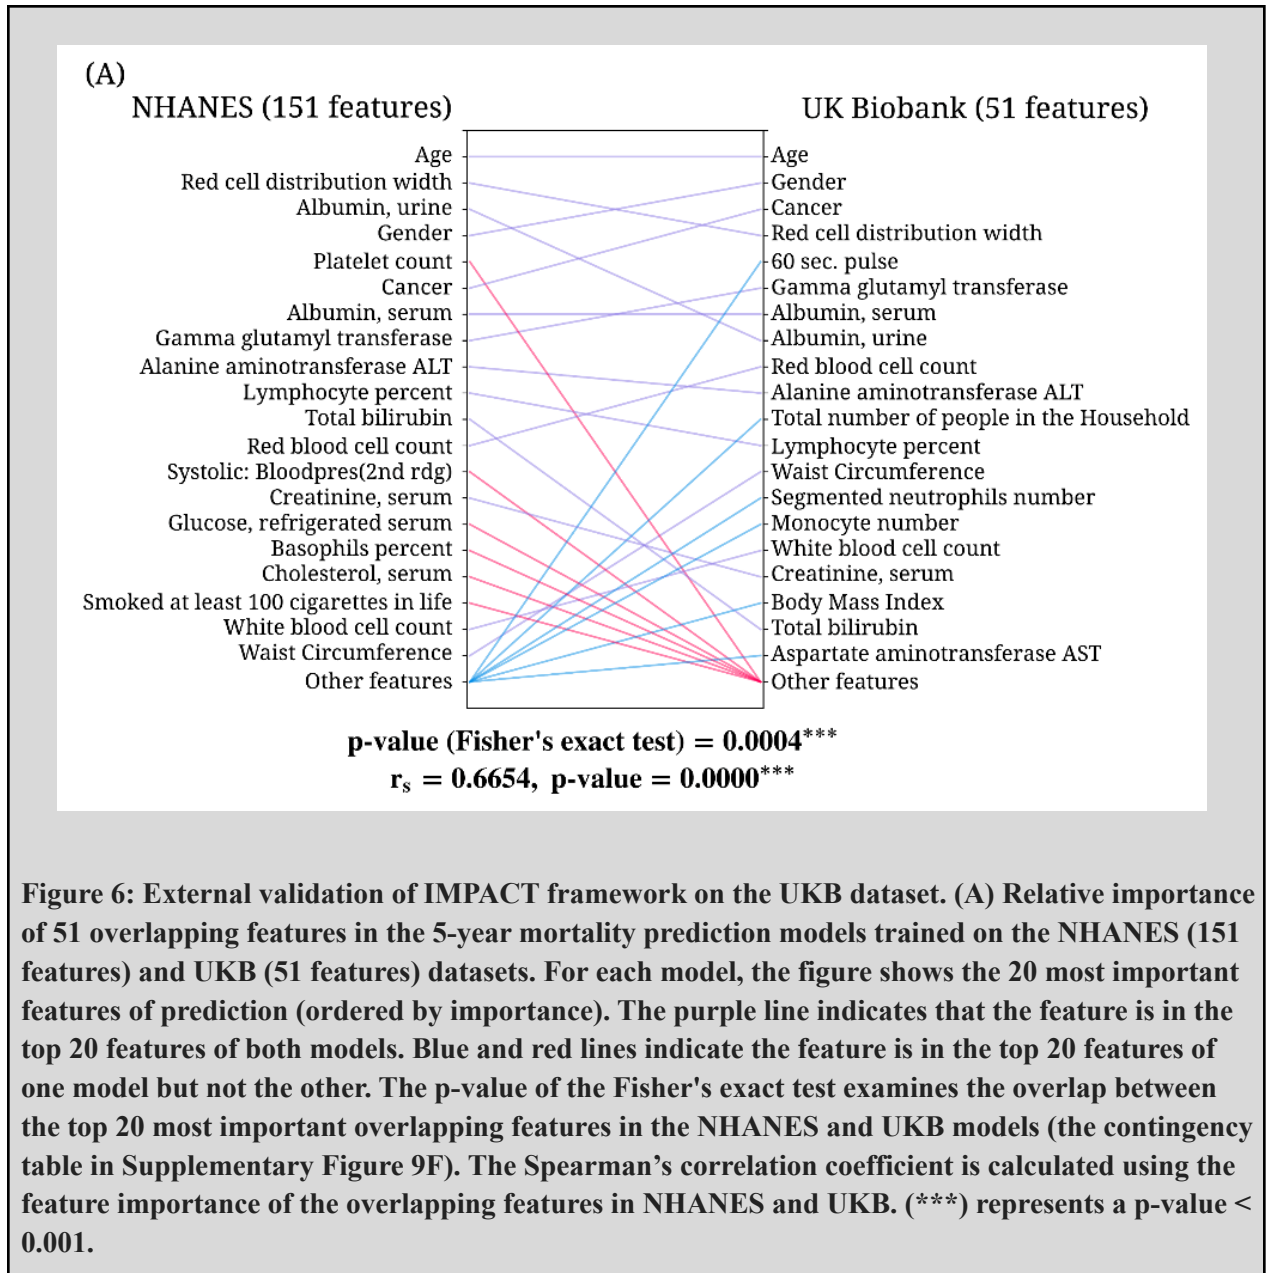 (A)
NHANES (151 features)
UK Biobank (51 features)
Age
Red cell distribution width
Albumin, urine
Gender
Platelet count
Cancer
Albumin, serum
Gamma glutamyl transferase
Alanine aminotransferase ALT
Lymphocyte percent
Total bilirubin
Red blood cell count
Systolic: Bloodpres(2nd rdg)
Creatinine, serum
Glucose, refrigerated serum
Basophils percent
Cholesterol, serum
Smoked at least 100 cigarettes in life
White blood cell count
Waist Circumference
Other features
Age
Gender
Cancer
Red cell distribution width
60 sec. pulse
Gamma glutamyl transferase
Albumin, serum
Albumin, urine
Red blood cell count
Alanine aminotransferase ALT
Total number of people in the Household
Lymphocyte percent
Waist Circumference
Segmented neutrophils number
Monocyte number
White blood cell count
Creatinine, serum
Body Mass Index
Total bilirubin
Aspartate aminotransferase AST
Other features
p-value (Fisher's exact test) = 0.0004***
rs = 0.6654, p-value = 0.0000***
Figure 6: External validation of IMPACT framework on the UKB dataset. (A) Relative importance
of 51 overlapping features in the 5-year mortality prediction models trained on the NHANES (151
features) and UKB (51 features) datasets. For each model, the figure shows the 20 most important
features of prediction (ordered by importance). The purple line indicates that the feature is in the
top 20 features of both models. Blue and red lines indicate the feature is in the top 20 features of
one model but not the other. The p-value of the Fisher's exact test examines the overlap between
the top 20 most important overlapping features in the NHANES and UKB models (the contingency
table in Supplementary Figure 9F). The Spearman’s correlation coefficient is calculated using the
feature importance of the overlapping features in NHANES and UKB. (***) represents a p-value <
0.001.